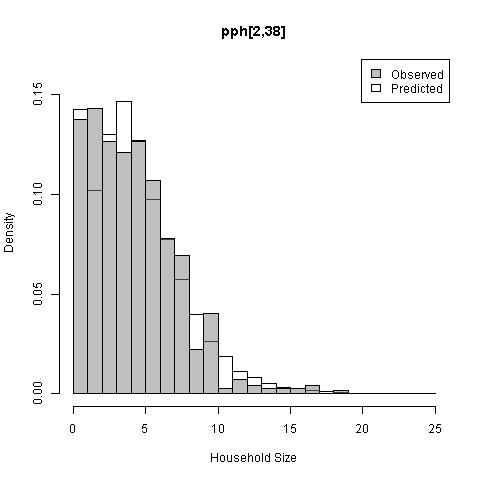 pph[2,38]
Observed
Predicted
0.15
0.10
0.05
0.00
Density
0 5 10 15 20 25
Household Size